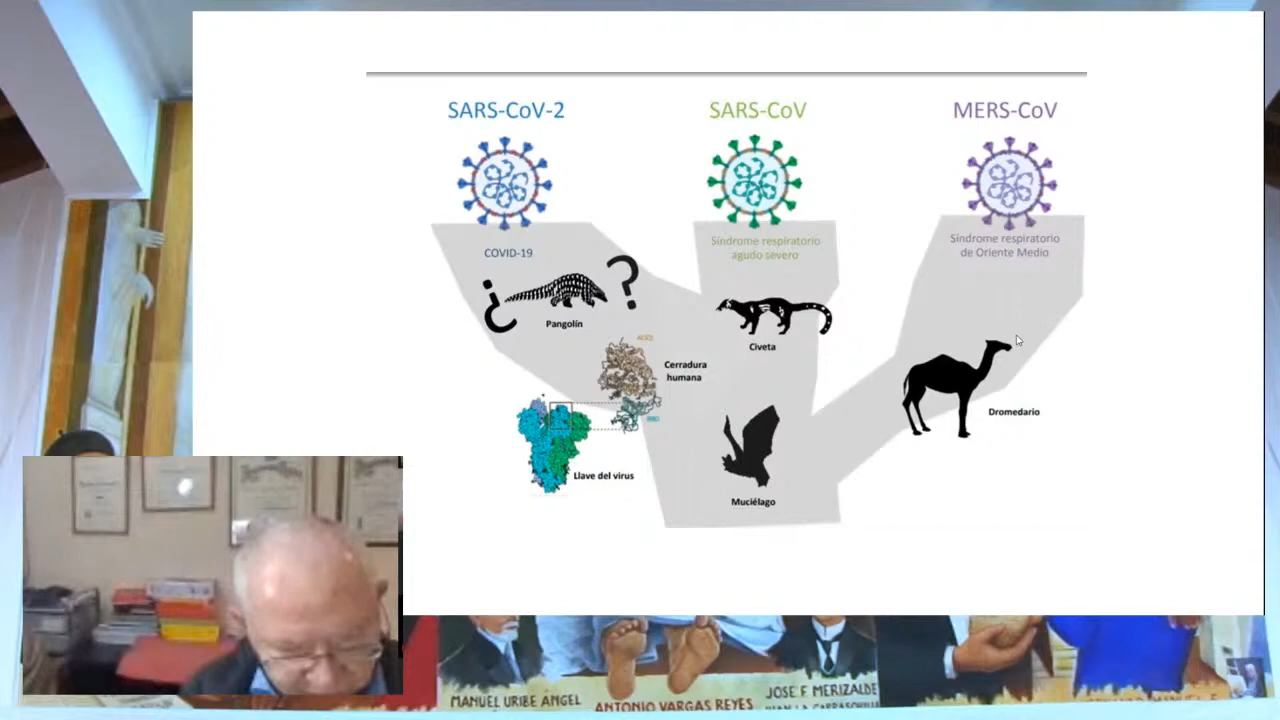 SARS-CoV-2
SARS-CoV
MERS-CoV
COVID-19
Síndrome respiratorio
agudo severo
Síndrome respiratorio
de Oriente Medio
¿
?
Pangolín
Civeta
Cerradura
humana
Dromedario
Llave del virus
Muciélago
MANUEL URIBE ANGEL
ANTONIO VARGAS REYES
JOSE F. MERIZALDE